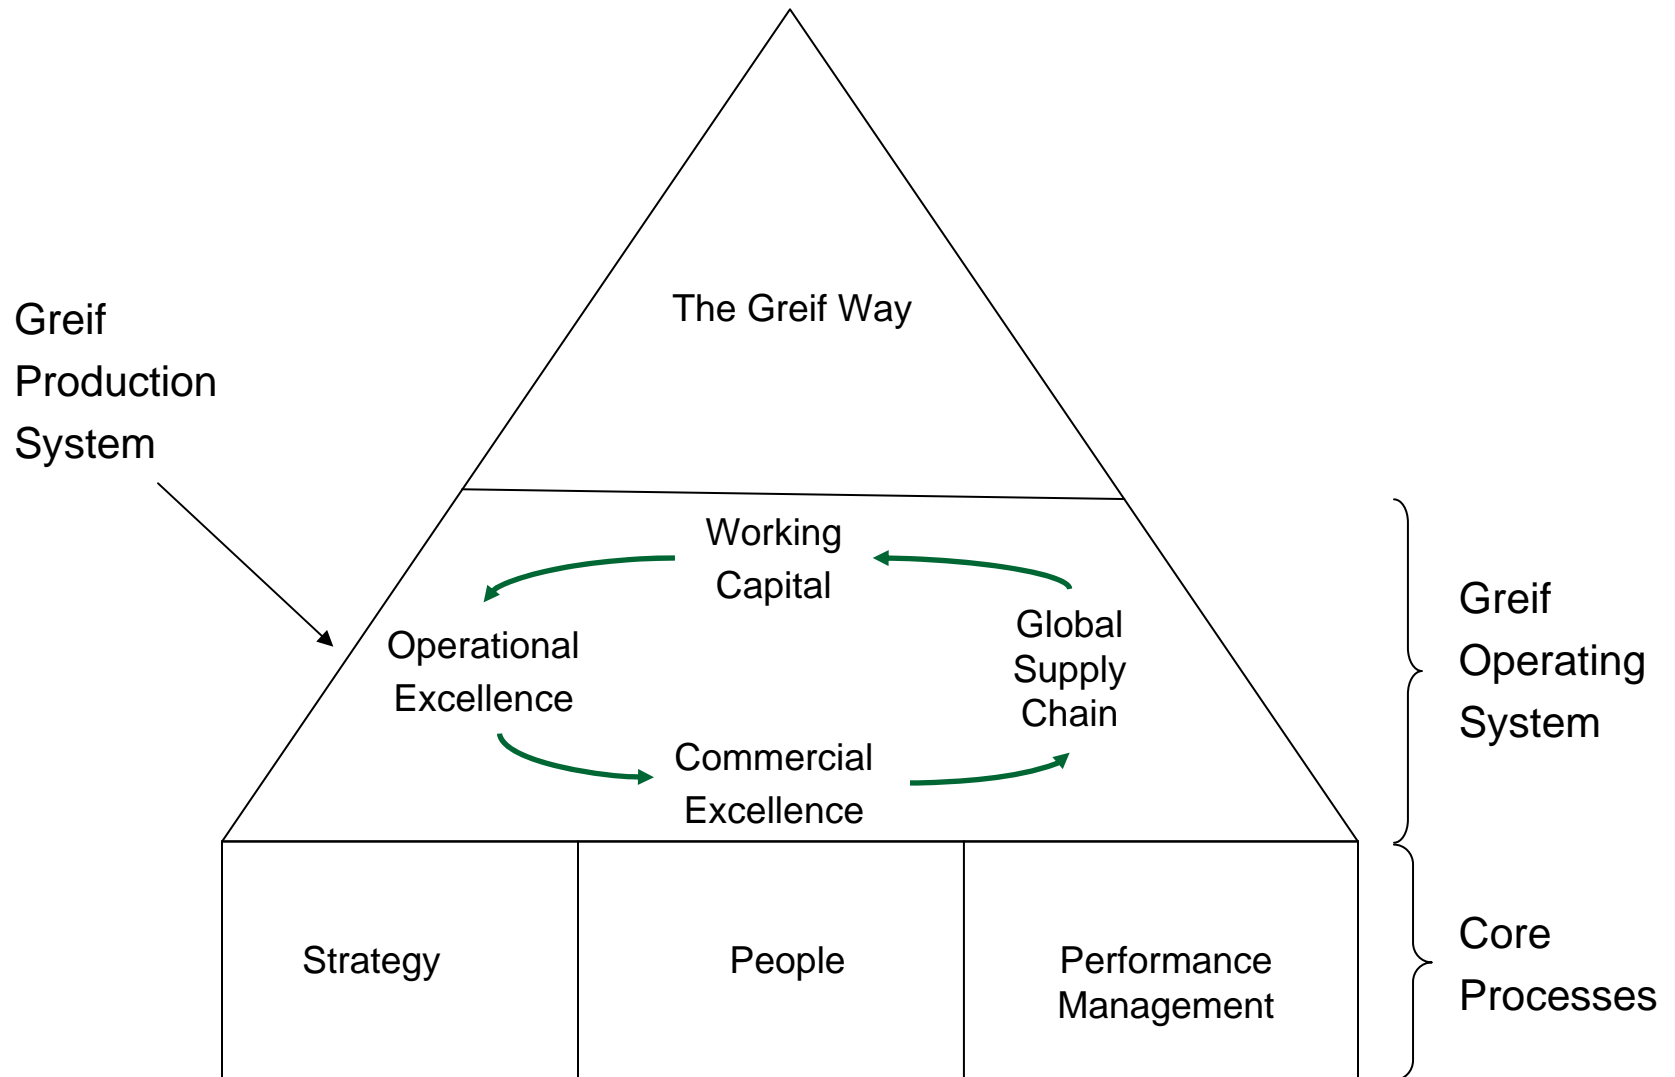 The Greif Way
Greif
Production
System
Working
Capital
Operational
Excellence
Global
Supply
Chain
Commercial
Excellence
Greif
Operating
System
Strategy
People
Performance
Management
Core
Processes